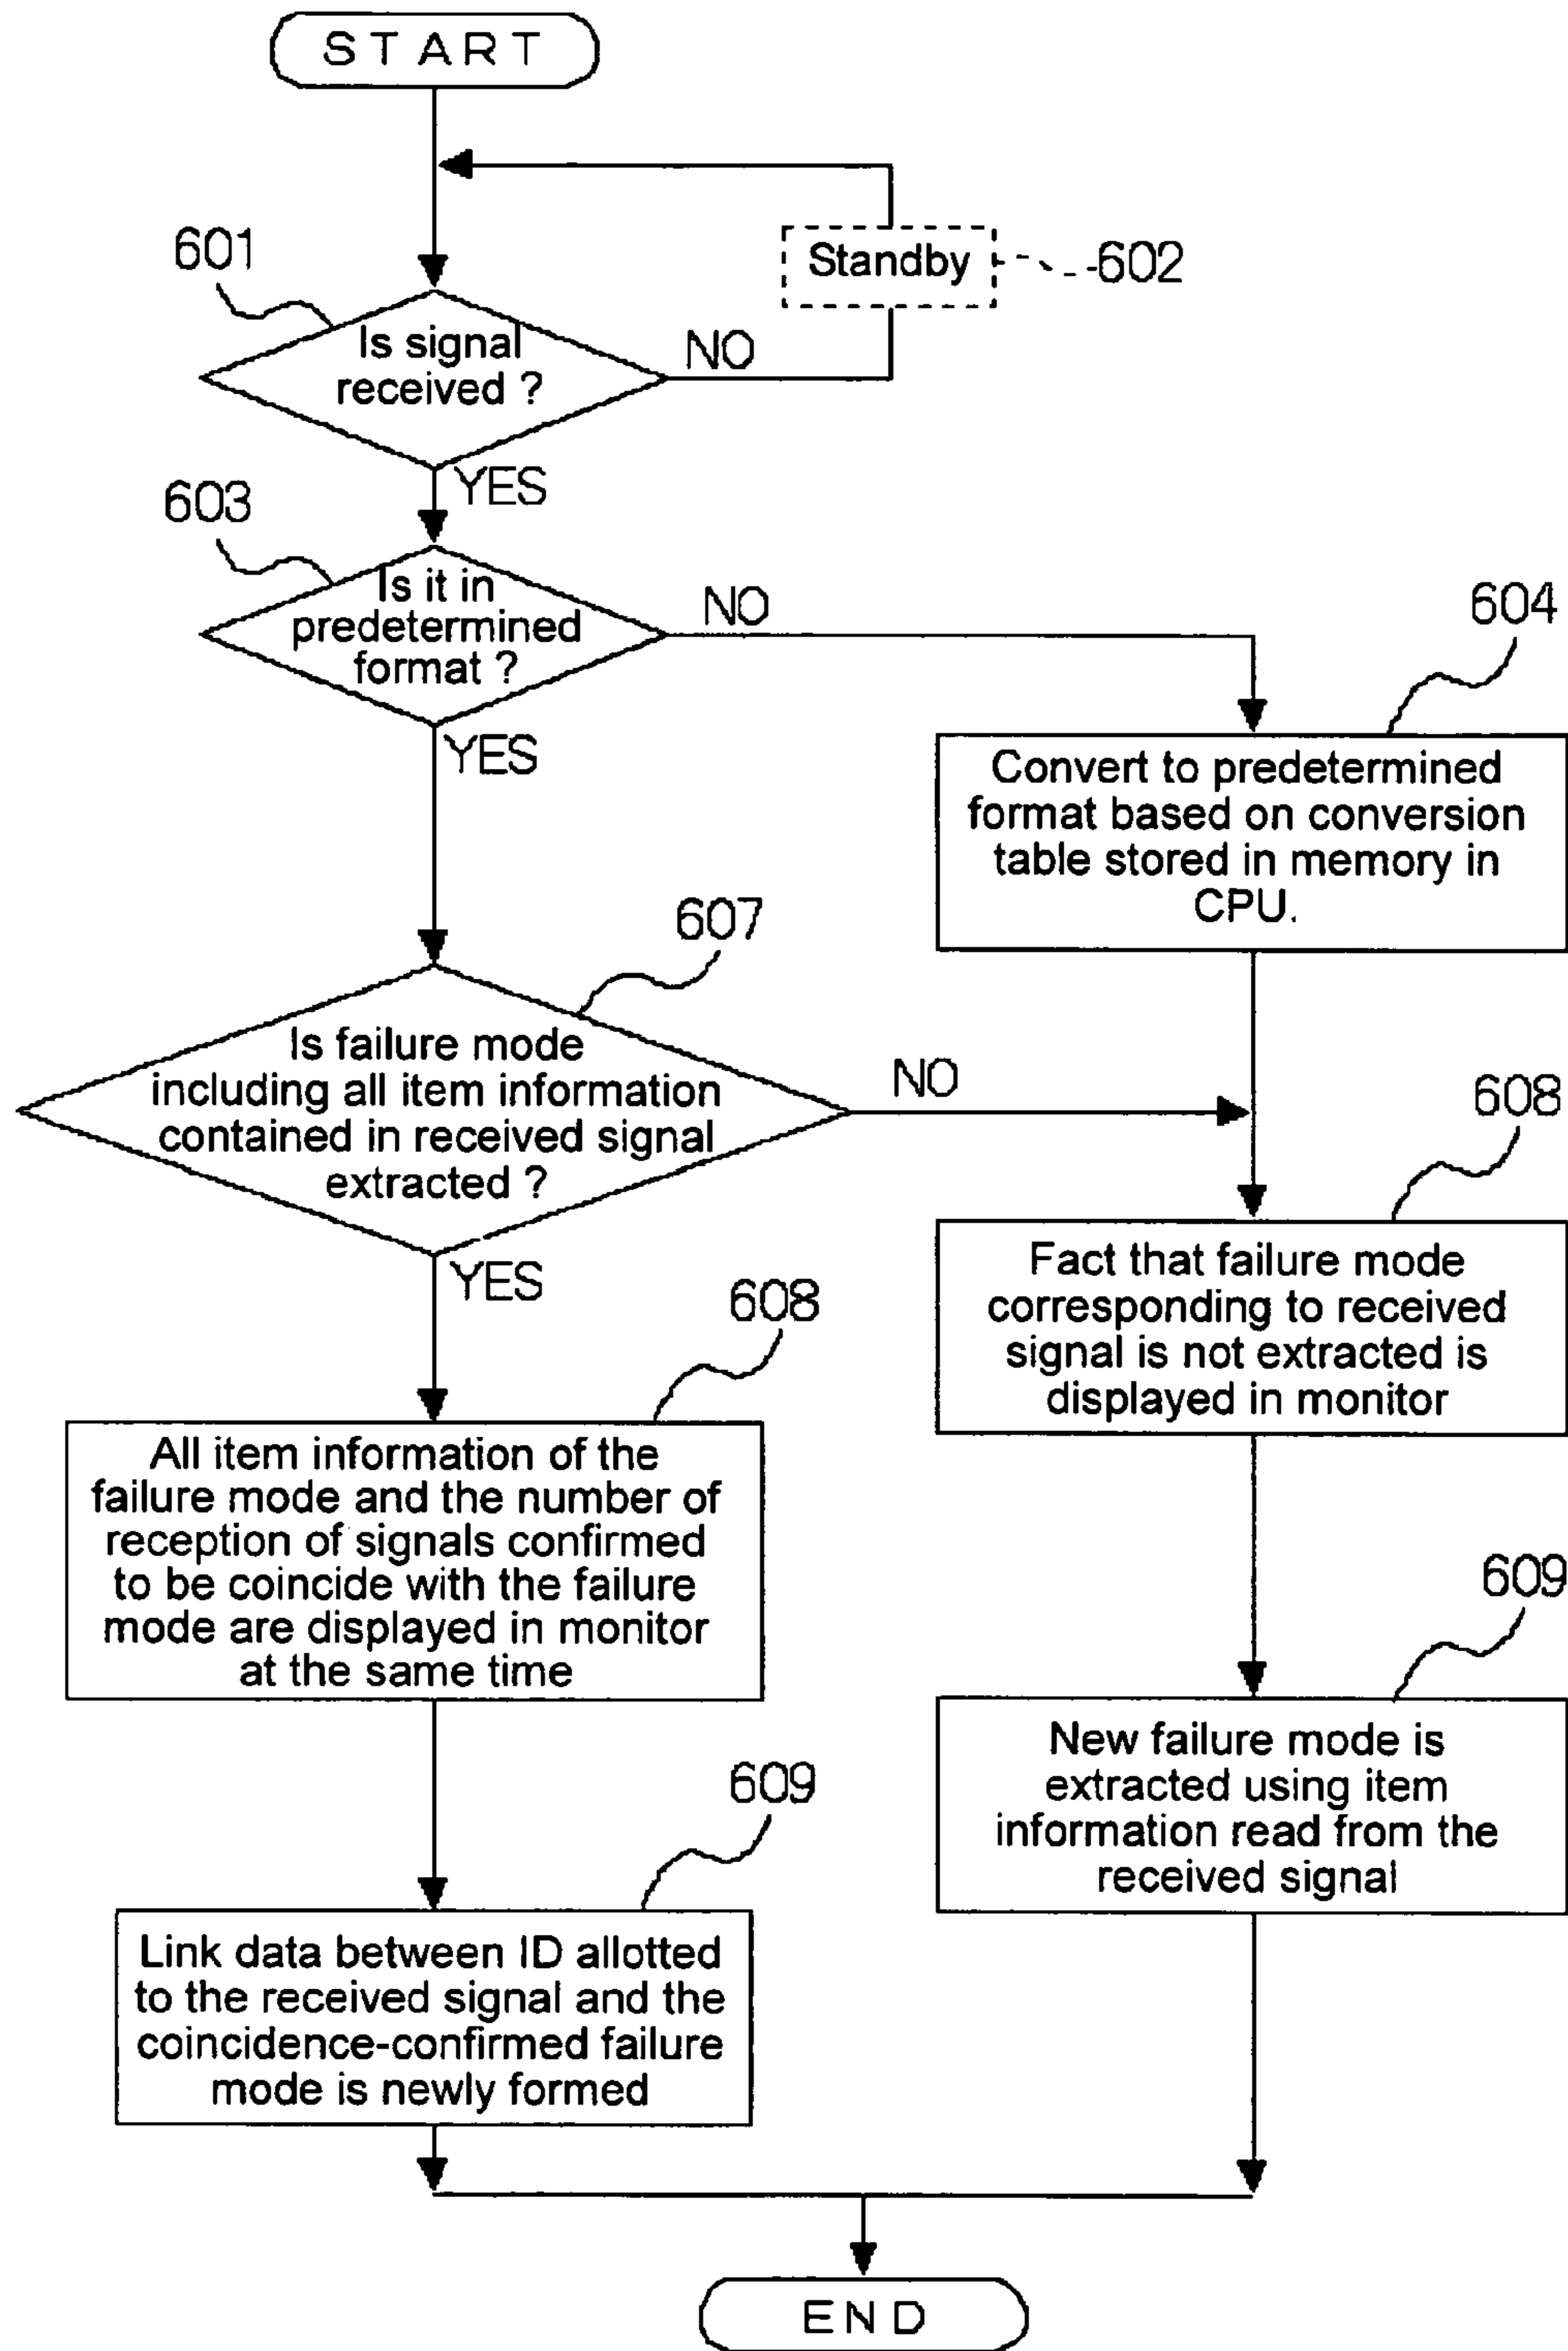 START
601
Standby
602
Is signal
received ?
NO
YES
603
Is it in
predetermined
format ?
NO
604
YES
Convert to predetermined
format based on conversion
table stored in memory in
CPU.
607
Is failure mode
including all item information
contained in received signal
extracted ?
NO
608
YES
Fact that failure mode
corresponding to received
signal is not extracted is
displayed in monitor
608
All item information of the
failure mode and the number of
reception of signals confirmed
to be coincide with the failure
mode are displayed in monitor
at the same time
609
New failure mode is
extracted using item
information read from the
received signal
609
Link data between ID allotted
to the received signal and the
coincidence-confirmed failure
mode is newly formed
END